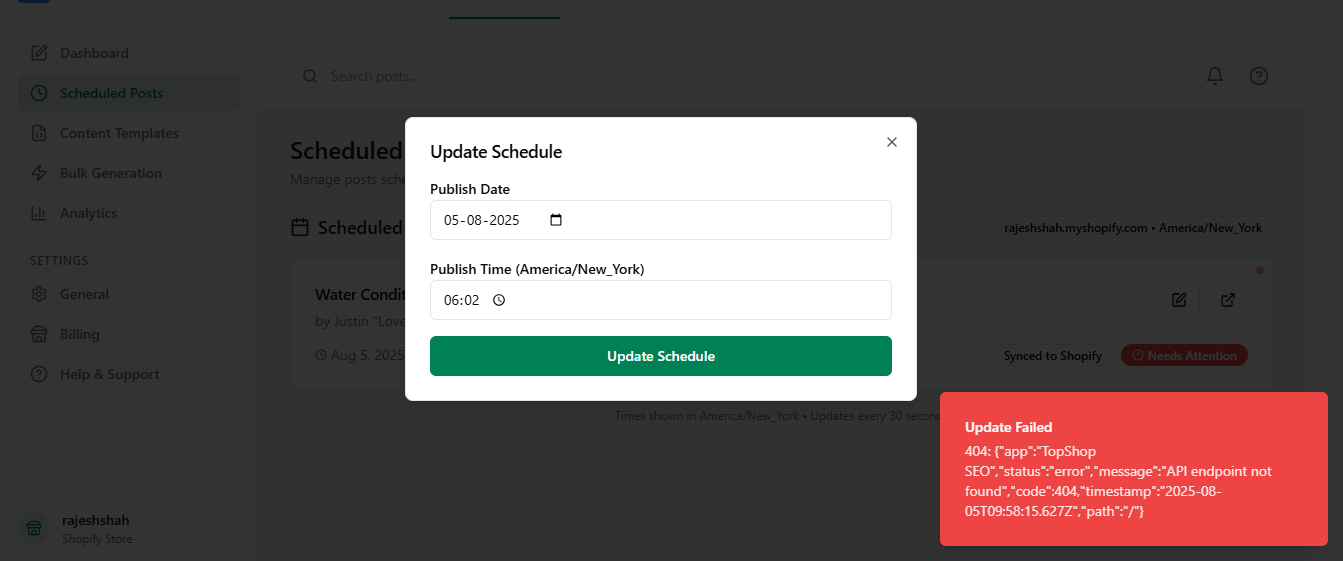 Dashboard
Scheduled Posts
Content Templates
Bulk Generation
Analytics
SETTINGS
General
Billing
Help & Support
rajeshshah
Shopify Store
Search posts...
Scheduled
Manage posts sche
Scheduled
rajeshshah.myshopify.com • America/New_York
Water Condit
by Justin "Love
Aug 5, 2025
Synced to Shopify
Needs Attention
Times shown in America/New_York • Updates every 30 secon
Update Schedule
Publish Date
05-08-2025
Publish Time (America/New_York)
06:02
Update Schedule
Update Failed
404: {"app":"TopShop
SEO","status":"error","message":"API endpoint not
found","code":404,"timestamp":"2025-08-
05T09:58:15.627Z","path":"/"}